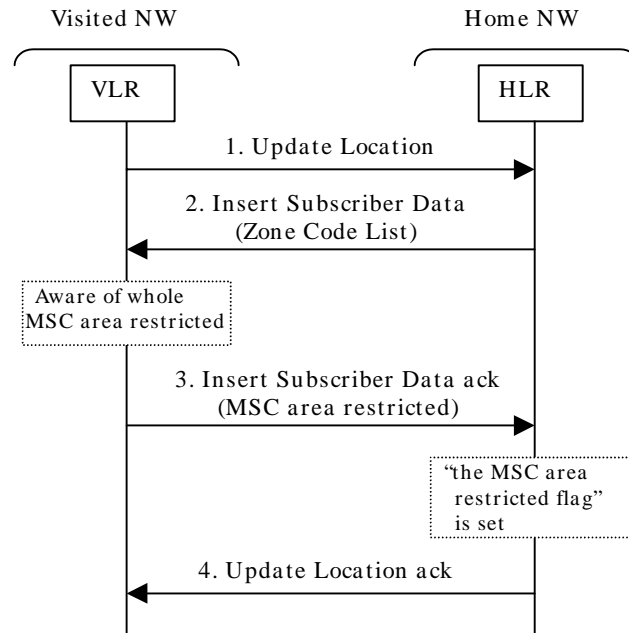 Visited NW
Home NW
VLR
HLR
1. Update Location
2. Insert Subscriber Data
(Zone Code List)
Aware of whole
MSC area restricted
3. Insert Subscriber Data ack
(MSC area restricted)
“the MSC area
restricted flag”
is set
4. Update Location ack